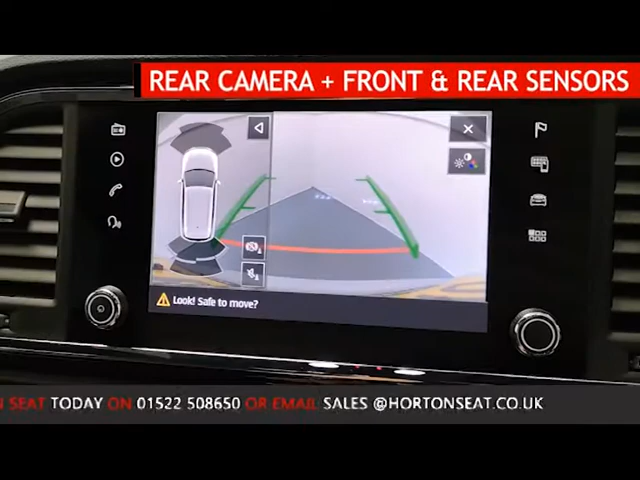 REAR CAMERA + FRONT & REAR SENSORS
Look! Safe to move?
N SEAT TODAY ON 01522 508650 OR EMAIL SALES @HORTONSEAT.CO.UK